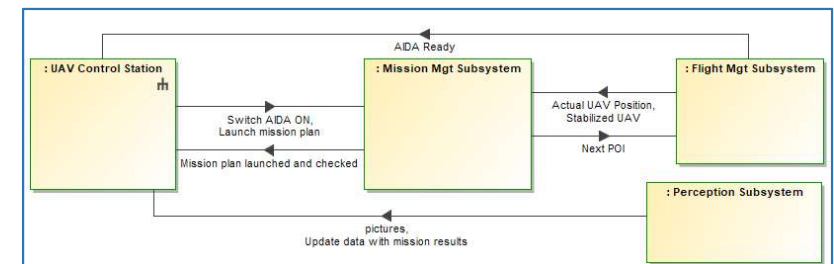 AIDA Ready
: UAV Control Station
: Mission Mgt Subsystem
: Flight Mgt Subsystem
Switch AIDA ON,
Launch mission plan
Actual UAV Position,
Stabilized UAV
Mission plan launched and checked
Next POI
: Perception Subsystem
pictures,
Update data with mission results